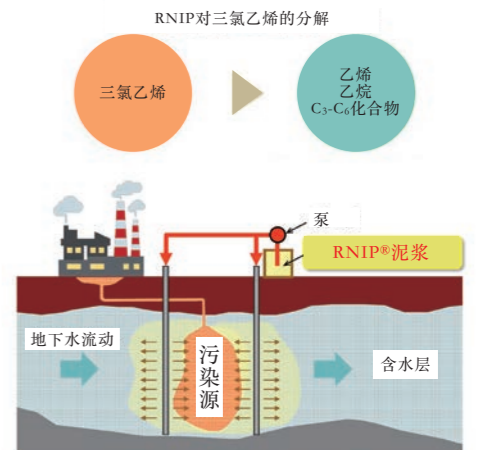 RNIP对三氯乙烯的分解
三氯乙烯
乙烯
乙烷
C₃-C₆化合物
泵
RNIP®泥浆
地下水流动
污染源
含水层